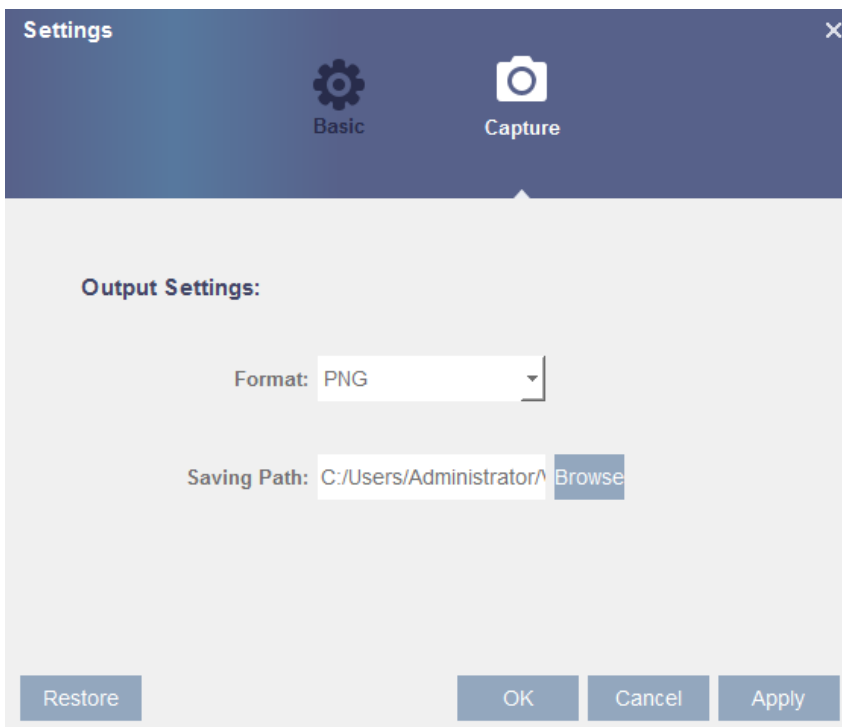 Settings
Basic
Capture
Output Settings:
Format: PNG
Saving Path: C:/Users/Administrator/ Browse
Restore OK Cancel Apply